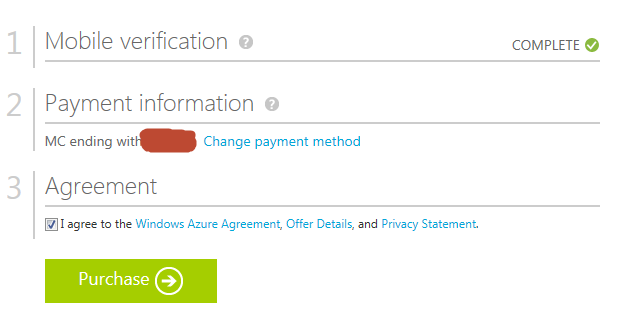 1 Mobile verification ? COMPLETE
2 Payment information ?
MC ending with Change payment method
3 Agreement
I agree to the Windows Azure Agreement, Offer Details, and Privacy Statement.
Purchase